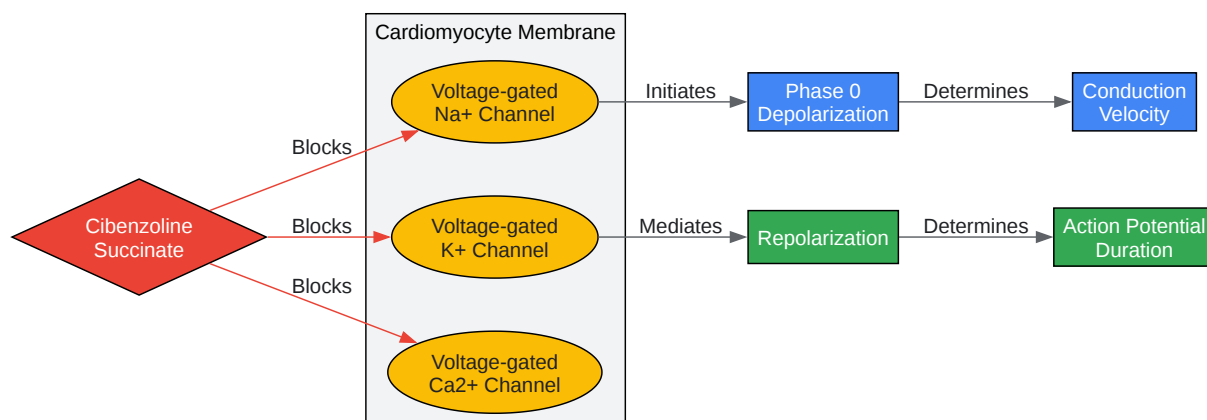 Cardiomyocyte Membrane
Voltage-gated
Na+ Channel
Initiates
Phase 0
Depolarization
Determines
Conduction
Velocity
Blocks
Cibenzoline
Succinate
Blocks
Voltage-gated
K+ Channel
Mediates
Repolarization
Determines
Action Potential
Duration
Blocks
Voltage-gated
Ca2+ Channel